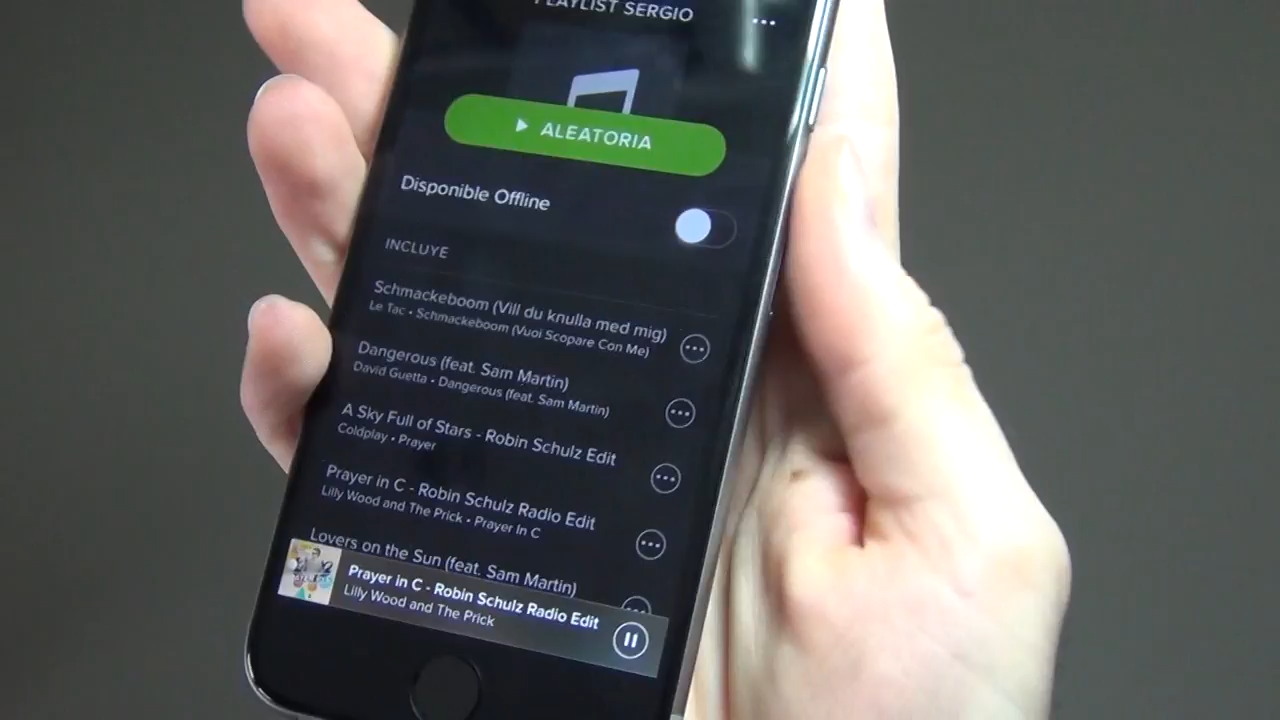 PLAYLIST SERGIO
ALEATORIA
Disponible Offline
INCLUYE
Schmackeboom (Vill du knulla med mig)
Le Tac • Schmackeboom (Vuoi Scopare Con Me)
Dangerous (feat. Sam Martin)
David Guetta • Dangerous (feat. Sam Martin)
A Sky Full of Stars - Robin Schulz Edit
Coldplay • Prayer
Prayer in C - Robin Schulz Radio Edit
Lilly Wood and The Prick • Prayer In C
Lovers on the Sun (feat. Sam Martin)
Prayer in C - Robin Schulz Radio Edit
Lilly Wood and The Prick